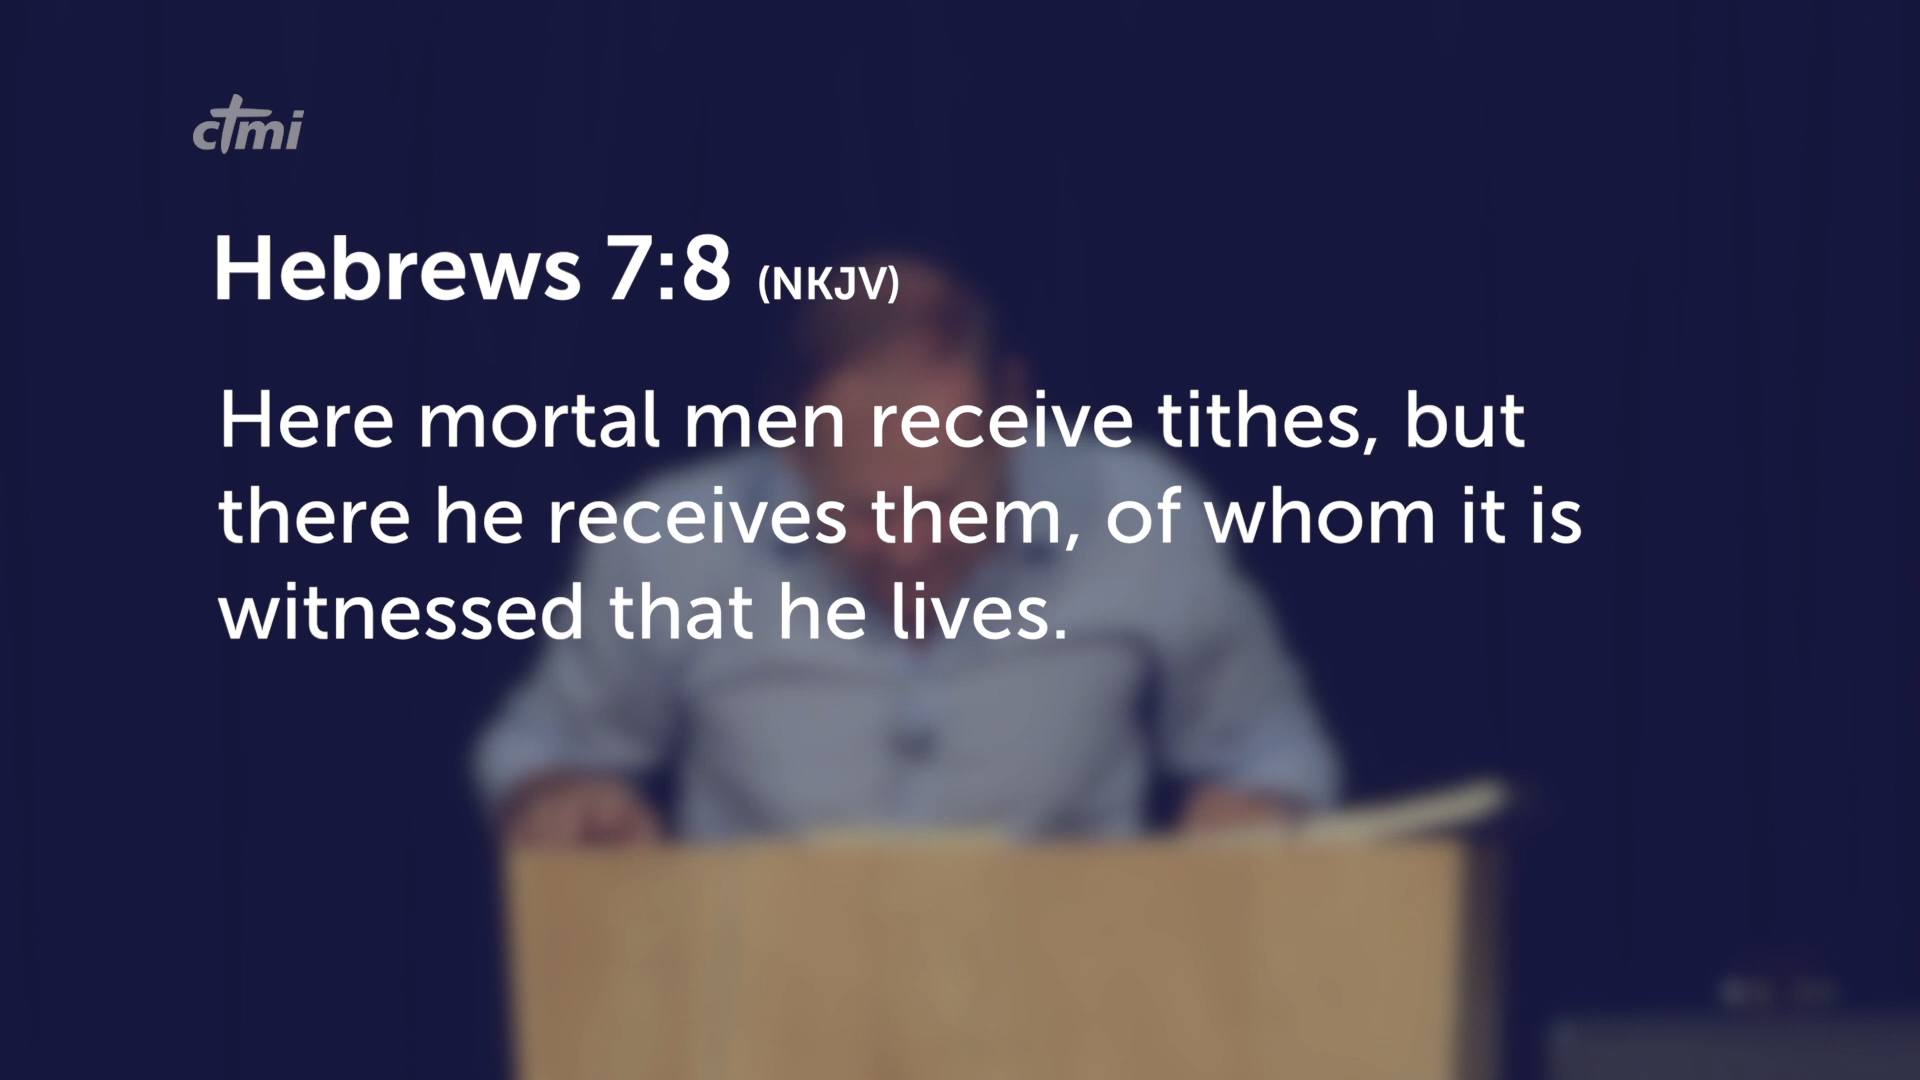 ctmi
Hebrews 7:8 (NKJV)
Here mortal men receive tithes, but
there he receives them, of whom it is
witnessed that he lives.